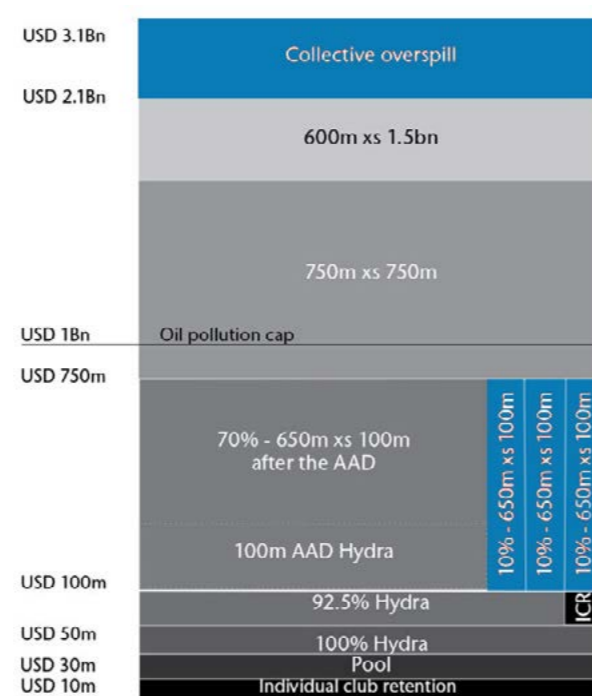 USD 3.1Bn
Collective overspill
USD 2.1Bn
600m xs 1.5bn
750m xs 750m
USD 1Bn
Oil pollution cap
USD 750m
70% - 650m xs 100m
after the AAD
10% - 650m xs 100m
10% - 650m xs 100m
10% - 650m xs 100m
100m AAD Hydra
USD 100m
92.5% Hydra
ICR
USD 50m
100% Hydra
USD 30m
Pool
USD 10m
Individual club retention